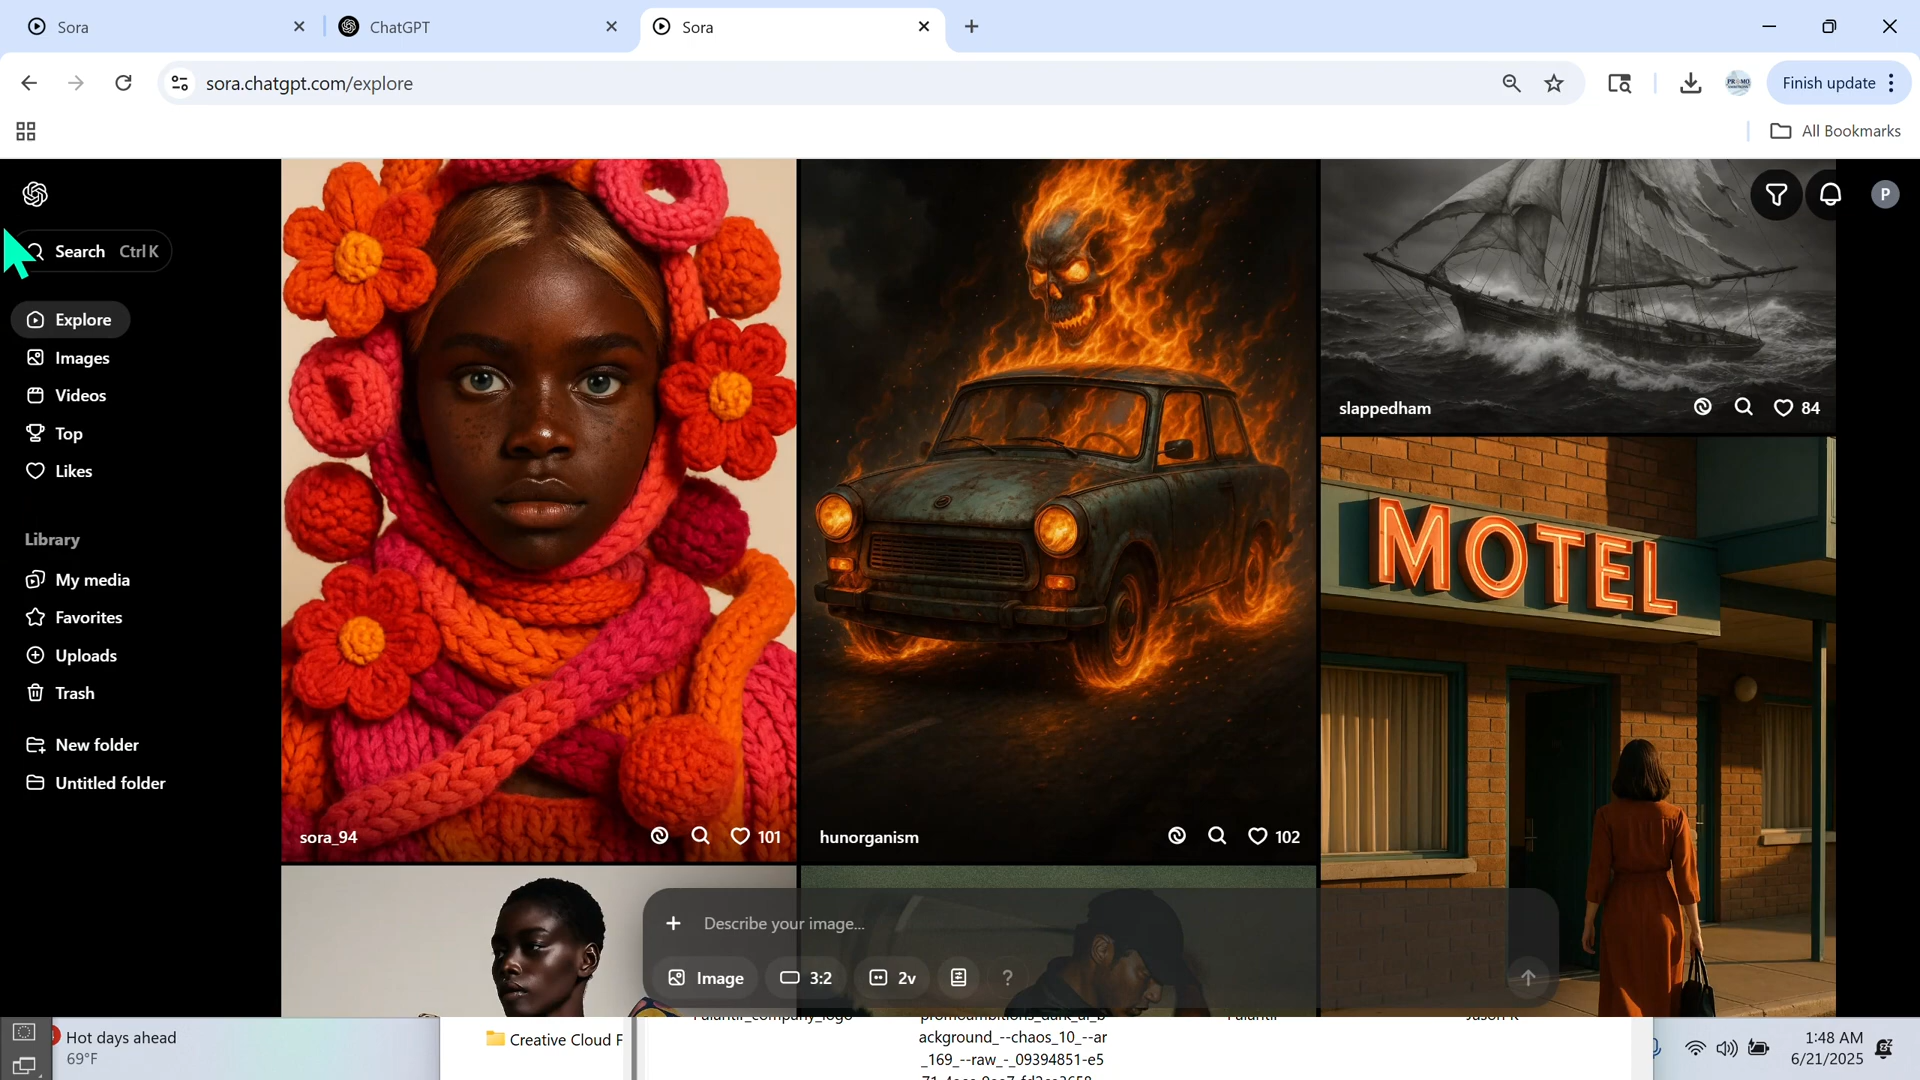 Sora
ChatGPT
Sora
sora.chatgpt.com/explore
Finish update
All Bookmarks
Search Ctrl K
Explore
Images
Videos
Top
Likes
Library
My media
Favorites
Uploads
Trash
New folder
Untitled folder
P
slappedham
84
MOTEL
sora_94
101
hunorganism
102
Describe your image...
Image
3:2
2v
?
Hot days ahead
69°F
Creative Cloud F
ackground_--chaos_10_--ar
_169_--raw_-_09394851-e5
1:48 AM
6/21/2025